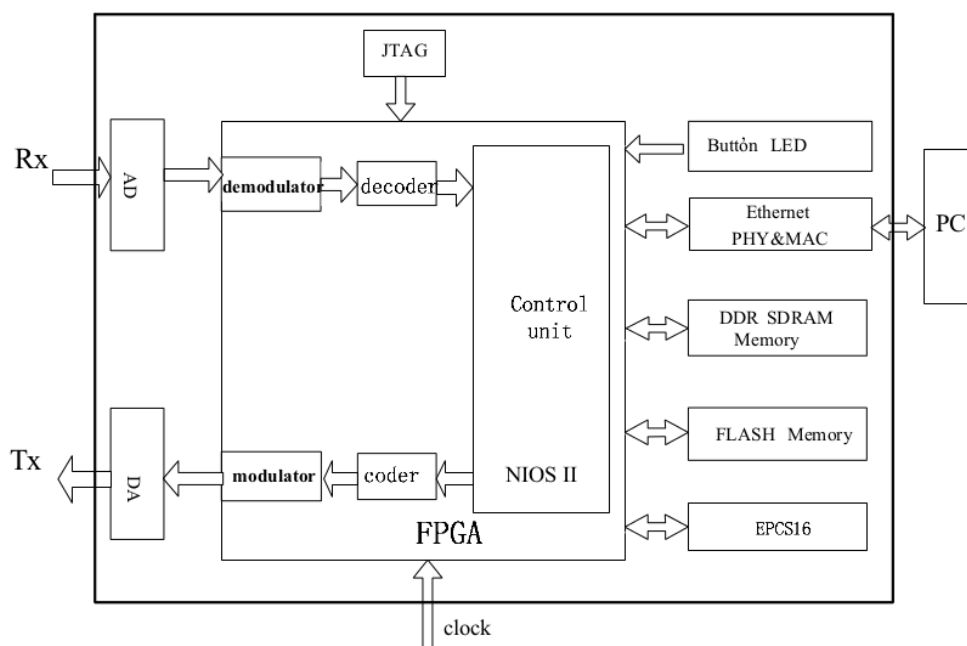 JTAG
Rx
AD
demodulator
decoder
Button LED
Ethernet
PHY&MAC
PC
Control
unit
DDR SDRAM
Memory
Tx
DA
modulator
coder
NIOS II
FLASH Memory
FPGA
EPCS16
clock